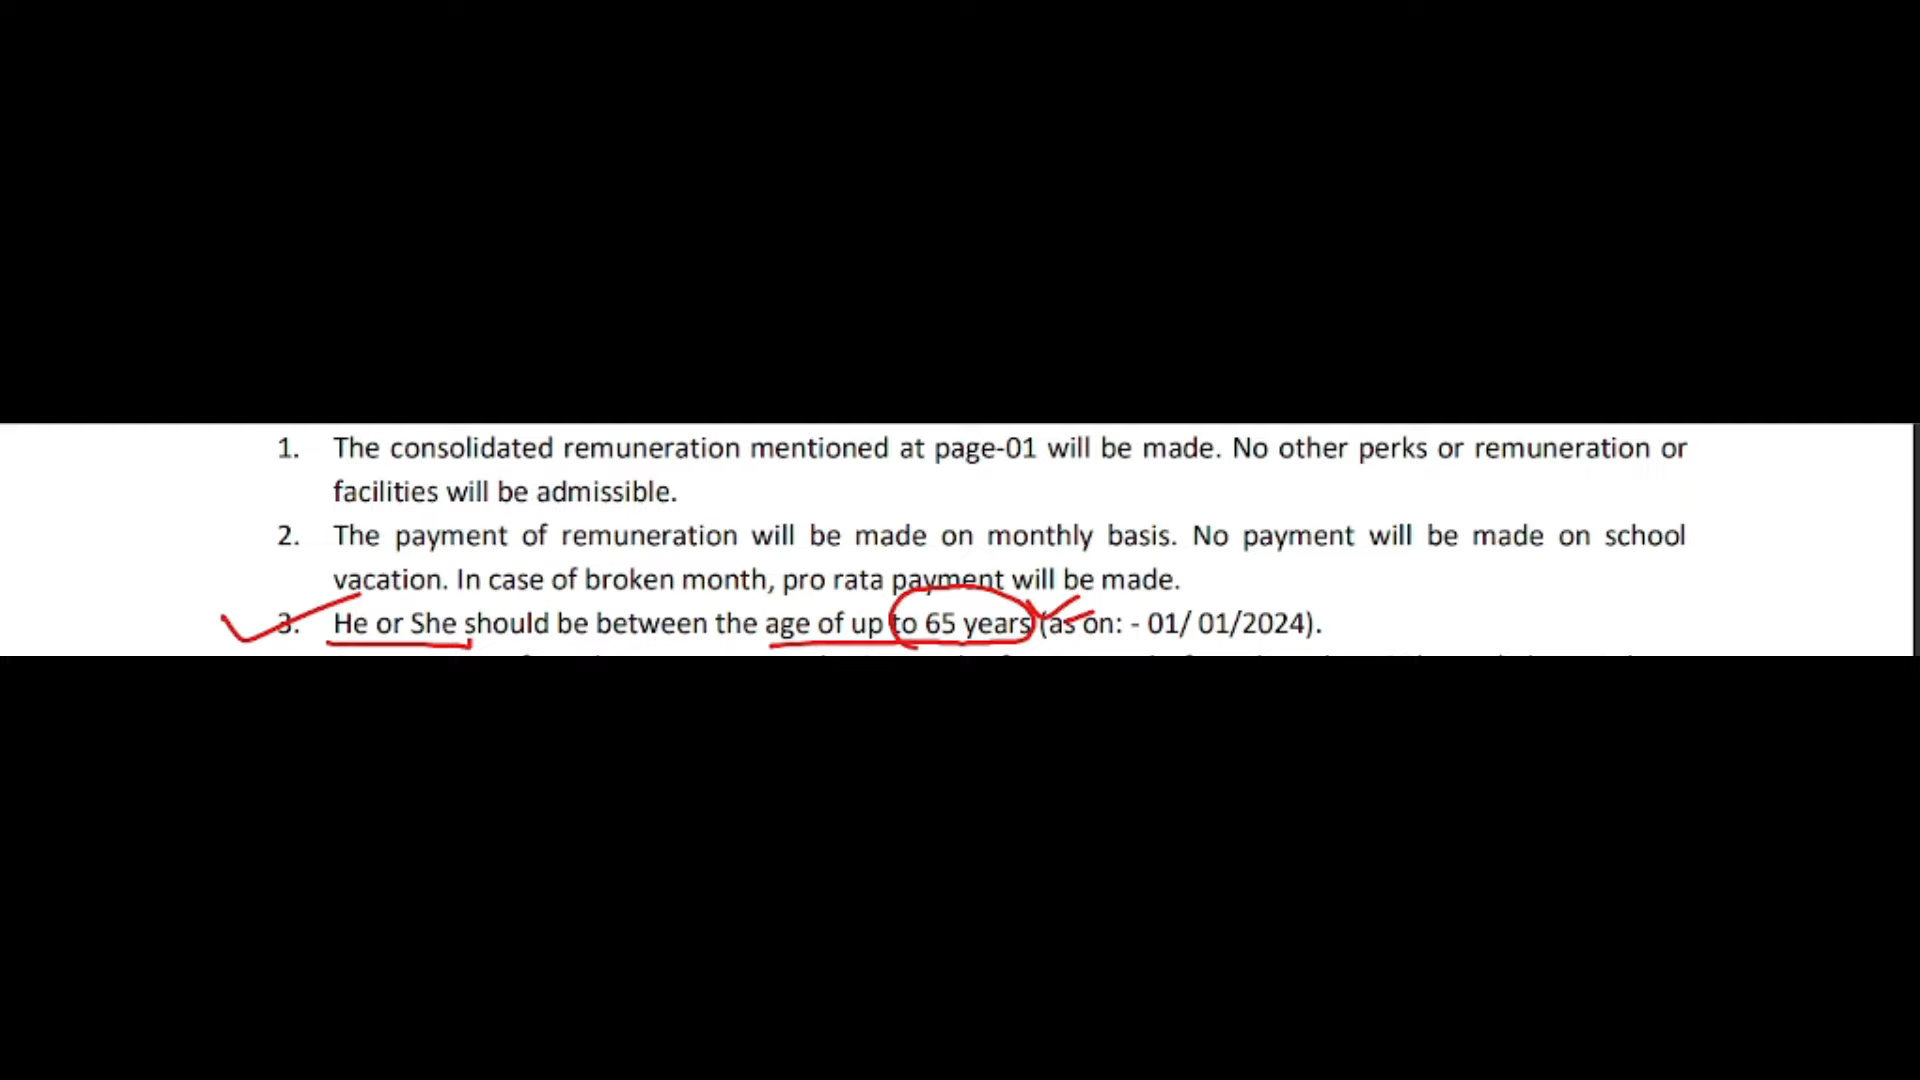 1. The consolidated remuneration mentioned at page-01 will be made. No other perks or remuneration or
facilities will be admissible.
2. The payment of remuneration will be made on monthly basis. No payment will be made on school
vacation. In case of broken month, pro rata payment will be made.
3. He or She should be between the age of up to 65 years (as on: - 01/ 01/2024).